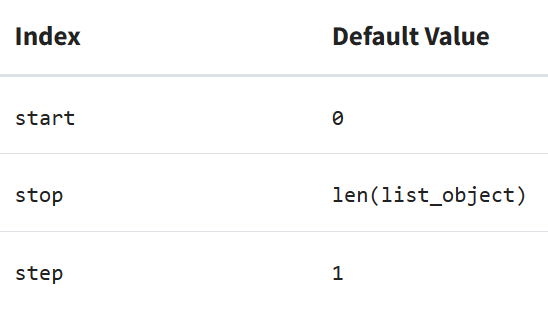 Index Default Value
start 0
stop len(list_object)
step 1